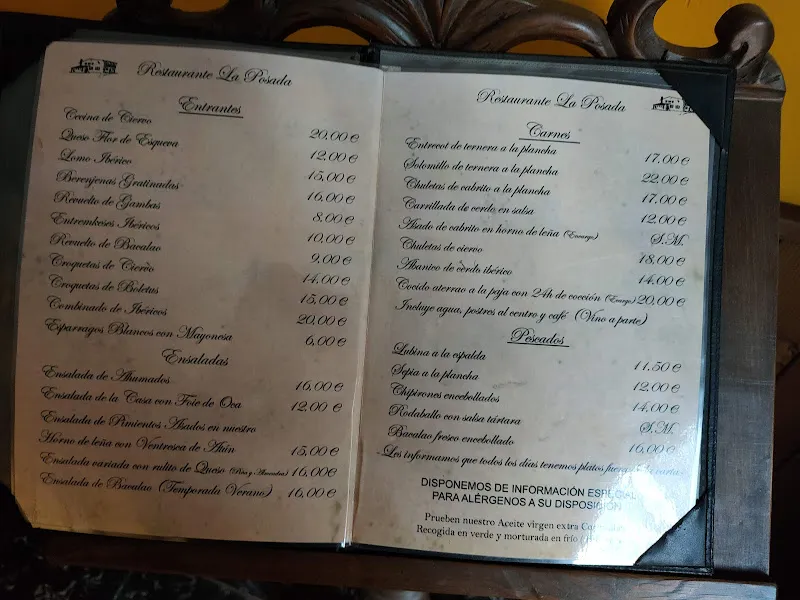 Restaurante La Posada
Entrantes
Cecina de Ciervo 20,00 €
Queso Flor de Esgueva 12,00 €
Lomo Ibérico 15,00 €
Berenjenas Gratinadas 16,00 €
Revuelto de Gambas 8,00 €
Entremkeses Ibéricos 10,00 €
Revuelto de Bacalao 9,00 €
Croquetas de Ciervo 14,00 €
Croquetas de Boletus 15,00 €
Combinado de Ibéricos 20,00 €
Esparragos Blancos con Mayonesa 6,00 €
Ensaladas
Ensalada de Ahumados 16,00 €
Ensalada de la Casa con Foie de Oca 12,00 €
Ensalada de Pimientos Asados en nuestro
Horno de leña con Ventresca de Atún 15,00 €
Ensalada variada con rulito de Queso (Piña y Almendras) 16,00€
Ensalada de Bacalao (Temporada Verano) 16,00 €
Restaurante La Posada
Carnes
Entrecot de ternera a la plancha 17,00 €
Solomillo de ternera a la plancha 22,00 €
Chuletas de cabrito a la plancha 17,00 €
Carrillada de cerdo en salsa 12,00 €
Asado de cabrito en horno de leña (Encargo) S.M.
Chuletas de ciervo 18,00 €
Abanico de cerdo ibérico 14,00 €
Cocido aterrao a la paja con 24h de cocción (Encargo) 20,00 €
Incluye agua, postres al centro y café (Vino a parte)
Pescados
Lubina a la espalda 11,50 €
Sepia a la plancha 12,00 €
Chipirones encebollados 14,00 €
Rodaballo con salsa tártara S.M.
Bacalao fresco encebollado 16,00 €
-Les informamos que todos los días tenemos platos fuera de la carta-
DISPONEMOS DE INFORMACIÓN ESPECIAL
PARA ALÉRGENOS A SU DISPOSICIÓN
Prueben nuestro Aceite virgen extra
Recogida en verde y morturada en frío